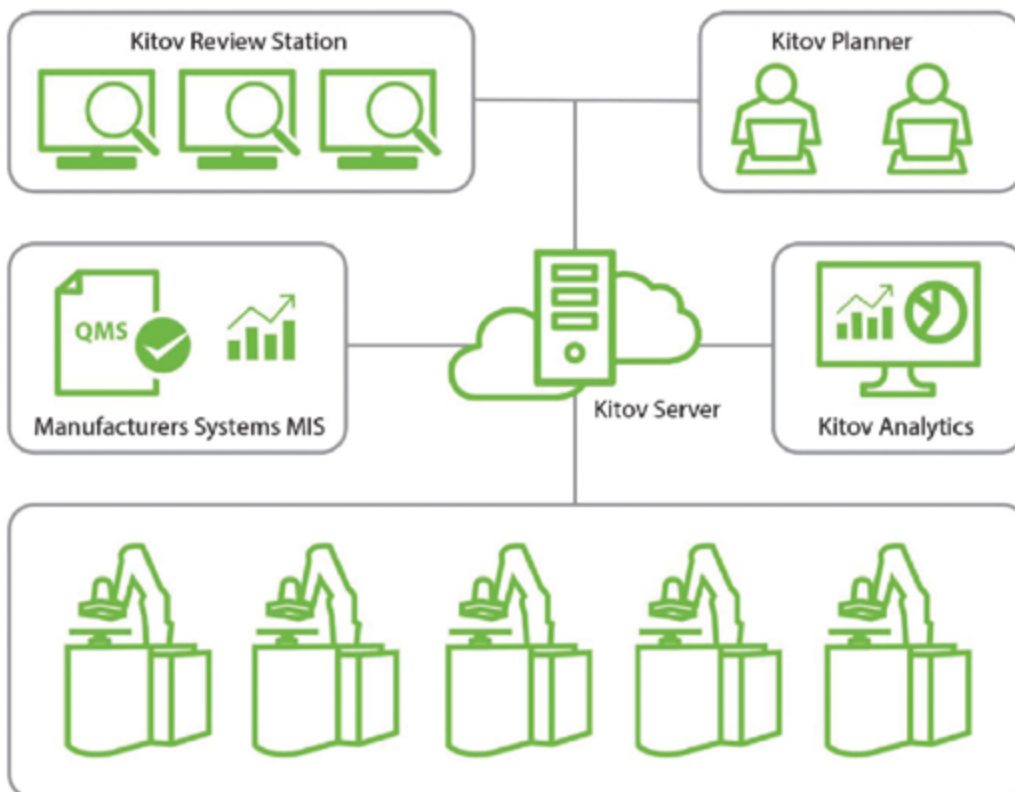 Kitov Review Station
Kitov Planner
QMS
Manufacturers Systems MIS
Kitov Server
Kitov Analytics